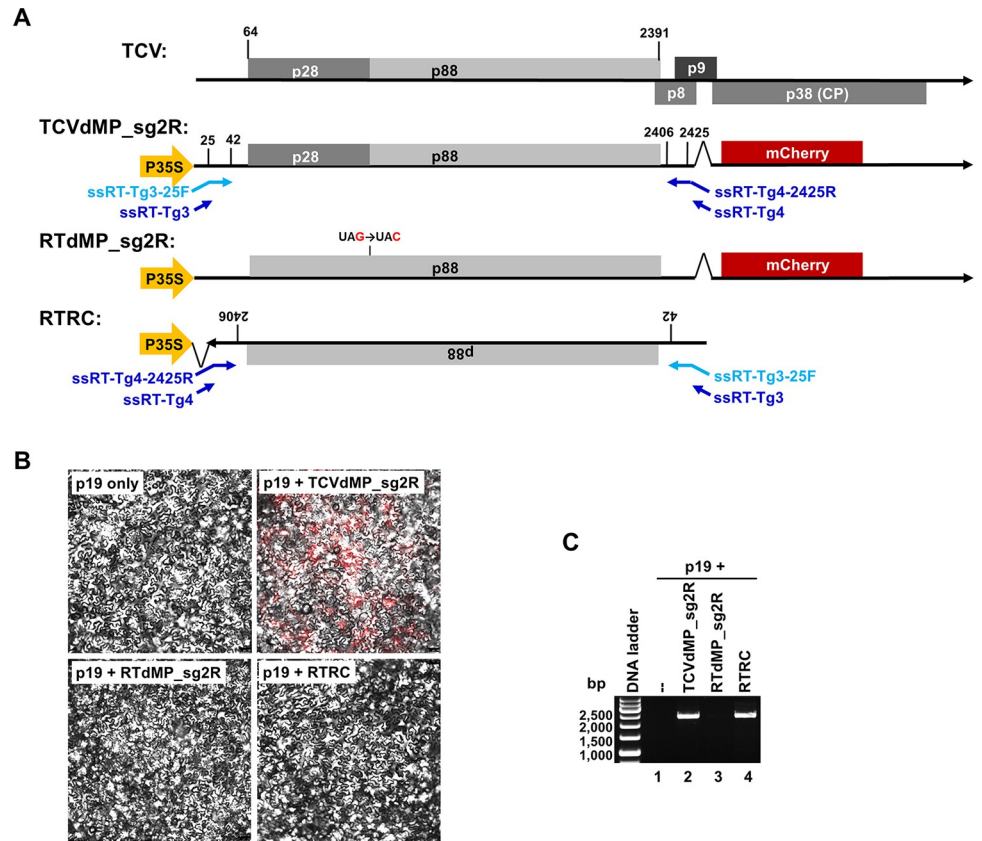 A
TCV:
64
2391
p28
p88
p9
p8
p38 (CP)
TCVdMP_sg2R:
25
42
2406
2425
P35S
p28
p88
mCherry
ssRT-Tg3-25F
ssRT-Tg3
ssRT-Tg4-2425R
ssRT-Tg4
RTdMP_sg2R:
UAG→UAC
P35S
p88
mCherry
RTRC:
2406
42
P35S
p88
ssRT-Tg4-2425R
ssRT-Tg4
ssRT-Tg3-25F
ssRT-Tg3
B
p19 only
p19 + TCVdMP_sg2R
p19 + RTdMP_sg2R
p19 + RTRC
C
p19 +
DNA ladder
--
TCVdMP_sg2R
RTdMP_sg2R
RTRC
bp
2,500
2,000
1,500
1,000
1 2 3 4